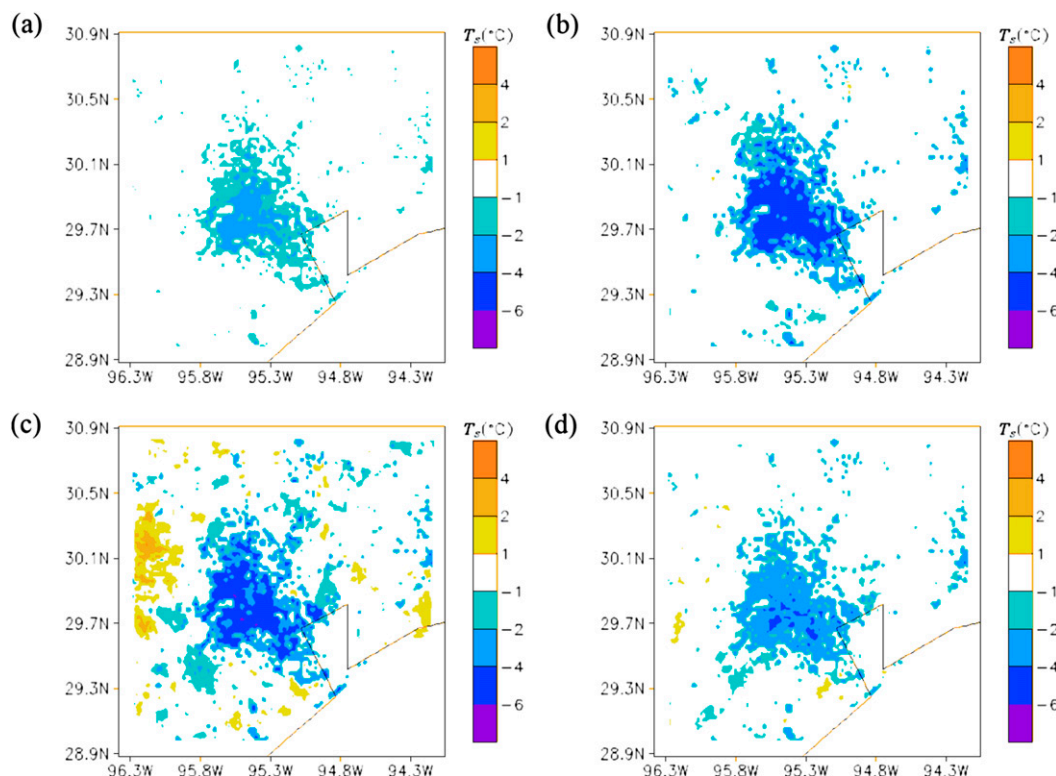 (a)
T_s(°C)
30.9N
30.5N
30.1N
29.7N
29.3N
28.9N
96.3W 95.8W 95.3W 94.8W 94.3W
4
2
1
−1
−2
−4
−6
(b)
T_s(°C)
30.9N
30.5N
30.1N
29.7N
29.3N
28.9N
96.3W 95.8W 95.3W 94.8W 94.3W
4
2
1
−1
−2
−4
−6
(c)
T_s(°C)
30.9N
30.5N
30.1N
29.7N
29.3N
28.9N
96.3W 95.8W 95.3W 94.8W 94.3W
4
2
1
−1
−2
−4
−6
(d)
T_s(°C)
30.9N
30.5N
30.1N
29.7N
29.3N
28.9N
96.3W 95.8W 95.3W 94.8W 94.3W
4
2
1
−1
−2
−4
−6